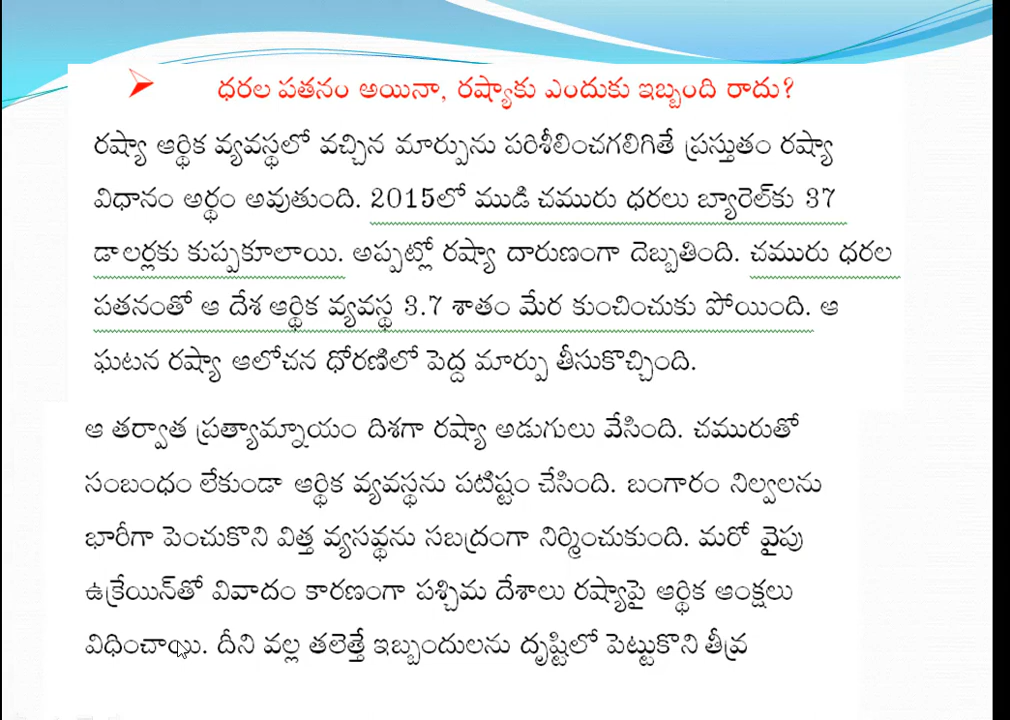 ధరల పతనం అయినా, రష్యాకు ఎందుకు ఇబ్బంది రాదు?
రష్యా ఆర్థిక వ్యవస్థలో వచ్చిన మార్పును పరిశీలించగలిగితే ప్రస్తుతం రష్యా
విధానం అర్థం అవుతుంది. 2015లో ముడి చమురు ధరలు బ్యారెల్‌కు 37
డాలర్లకు కుప్పకూలాయి. అప్పట్లో రష్యా దారుణంగా దెబ్బతింది. చమురు ధరల
పతనంతో ఆ దేశ ఆర్థిక వ్యవస్థ 3.7 శాతం మేర కుంచించుకు పోయింది. ఆ
ఘటన రష్యా ఆలోచన ధోరణిలో పెద్ద మార్పు తీసుకొచ్చింది.
ఆ తర్వాత ప్రత్యామ్నాయం దిశగా రష్యా అడుగులు వేసింది. చమురుతో
సంబంధం లేకుండా ఆర్థిక వ్యవస్థను పటిష్టం చేసింది. బంగారం నిల్వలను
భారీగా పెంచుకొని విత్త వ్యసవ్థను సబద్రంగా నిర్మించుకుంది. మరో వైపు
ఉక్రేయిన్‌తో వివాదం కారణంగా పశ్చిమ దేశాలు రష్యాపై ఆర్థిక ఆంక్షలు
విధించాయి. దీని వల్ల తలెత్తే ఇబ్బందులను దృష్టిలో పెట్టుకొని తీవ్ర